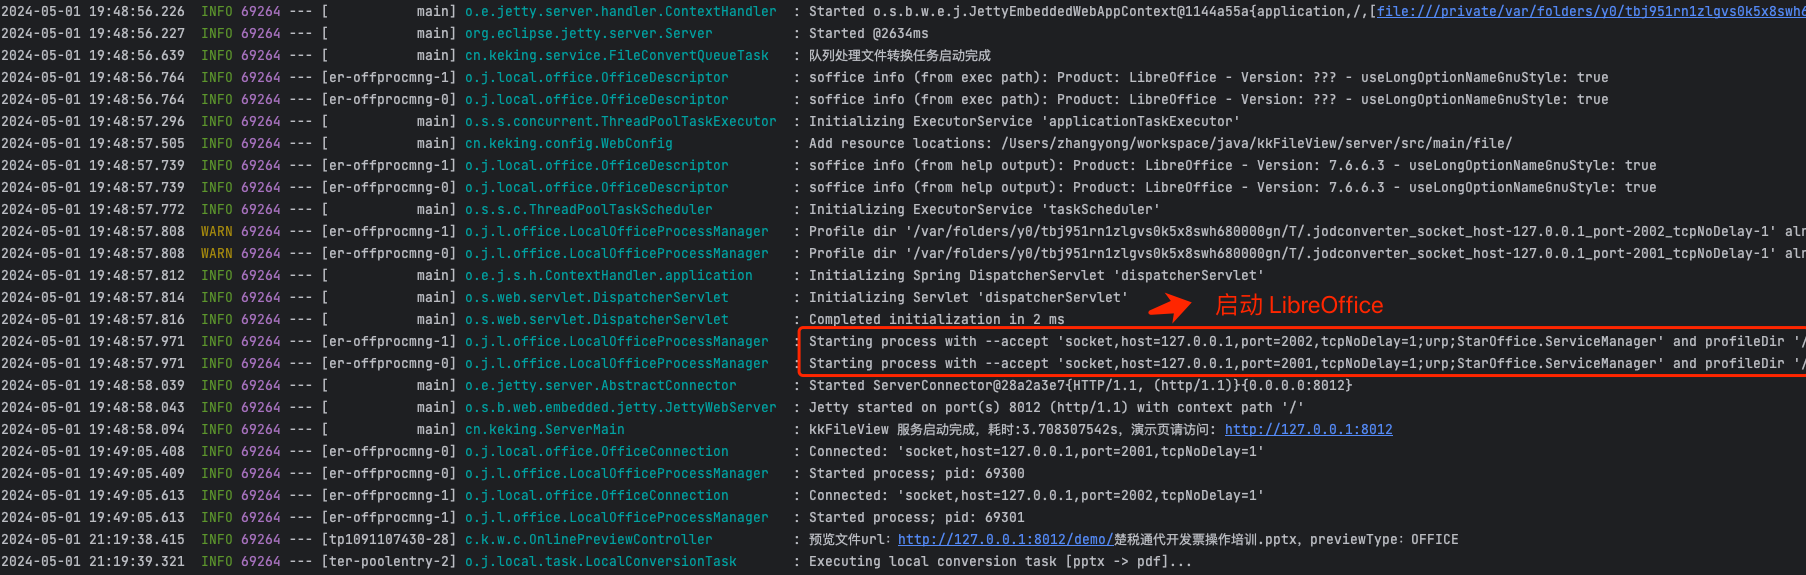 2024-05-01 19:48:56.226  INFO 69264 --- [           main] o.e.jetty.server.handler.ContextHandler  : Started o.s.b.w.e.j.JettyEmbeddedWebAppContext@1144a55a{application,/,[file:///private/var/folders/y0/tbj951rn1zlgvs0k5x8swh6
2024-05-01 19:48:56.227  INFO 69264 --- [           main] org.eclipse.jetty.server.Server          : Started @2634ms
2024-05-01 19:48:56.639  INFO 69264 --- [           main] cn.keking.service.FileConvertQueueTask   : 队列处理文件转换任务启动完成
2024-05-01 19:48:56.764  INFO 69264 --- [er-offprocmng-1] o.j.local.office.OfficeDescriptor        : soffice info (from exec path): Product: LibreOffice - Version: ??? - useLongOptionNameGnuStyle: true
2024-05-01 19:48:56.764  INFO 69264 --- [er-offprocmng-0] o.j.local.office.OfficeDescriptor        : soffice info (from exec path): Product: LibreOffice - Version: ??? - useLongOptionNameGnuStyle: true
2024-05-01 19:48:57.296  INFO 69264 --- [           main] o.s.s.concurrent.ThreadPoolTaskExecutor  : Initializing ExecutorService 'applicationTaskExecutor'
2024-05-01 19:48:57.505  INFO 69264 --- [           main] cn.keking.config.WebConfig               : Add resource locations: /Users/zhangyong/workspace/java/kkFileView/server/src/main/file/
2024-05-01 19:48:57.739  INFO 69264 --- [er-offprocmng-1] o.j.local.office.OfficeDescriptor        : soffice info (from help output): Product: LibreOffice - Version: 7.6.6.3 - useLongOptionNameGnuStyle: true
2024-05-01 19:48:57.739  INFO 69264 --- [er-offprocmng-0] o.j.local.office.OfficeDescriptor        : soffice info (from help output): Product: LibreOffice - Version: 7.6.6.3 - useLongOptionNameGnuStyle: true
2024-05-01 19:48:57.772  INFO 69264 --- [           main] o.s.s.c.ThreadPoolTaskScheduler          : Initializing ExecutorService 'taskScheduler'
2024-05-01 19:48:57.808  WARN 69264 --- [er-offprocmng-1] o.j.l.office.LocalOfficeProcessManager   : Profile dir '/var/folders/y0/tbj951rn1zlgvs0k5x8swh680000gn/T/.jodconverter_socket_host-127.0.0.1_port-2002_tcpNoDelay-1' alr
2024-05-01 19:48:57.808  WARN 69264 --- [er-offprocmng-0] o.j.l.office.LocalOfficeProcessManager   : Profile dir '/var/folders/y0/tbj951rn1zlgvs0k5x8swh680000gn/T/.jodconverter_socket_host-127.0.0.1_port-2001_tcpNoDelay-1' alr
2024-05-01 19:48:57.812  INFO 69264 --- [           main] o.e.j.s.h.ContextHandler.application     : Initializing Spring DispatcherServlet 'dispatcherServlet'
2024-05-01 19:48:57.814  INFO 69264 --- [           main] o.s.web.servlet.DispatcherServlet        : Initializing Servlet 'dispatcherServlet'
启动 LibreOffice
2024-05-01 19:48:57.816  INFO 69264 --- [           main] o.s.web.servlet.DispatcherServlet        : Completed initialization in 2 ms
2024-05-01 19:48:57.971  INFO 69264 --- [er-offprocmng-1] o.j.l.office.LocalOfficeProcessManager   : Starting process with --accept 'socket,host=127.0.0.1,port=2002,tcpNoDelay=1;urp;StarOffice.ServiceManager' and profileDir '/
2024-05-01 19:48:57.971  INFO 69264 --- [er-offprocmng-0] o.j.l.office.LocalOfficeProcessManager   : Starting process with --accept 'socket,host=127.0.0.1,port=2001,tcpNoDelay=1;urp;StarOffice.ServiceManager' and profileDir '/
2024-05-01 19:48:58.039  INFO 69264 --- [           main] o.e.jetty.server.AbstractConnector       : Started ServerConnector@28a2a3e7{HTTP/1.1, (http/1.1)}{0.0.0.0:8012}
2024-05-01 19:48:58.043  INFO 69264 --- [           main] o.s.b.web.embedded.jetty.JettyWebServer  : Jetty started on port(s) 8012 (http/1.1) with context path '/'
2024-05-01 19:48:58.094  INFO 69264 --- [           main] cn.keking.ServerMain                     : kkFileView 服务启动完成，耗时:3.708307542s，演示页请访问: http://127.0.0.1:8012
2024-05-01 19:49:05.408  INFO 69264 --- [er-offprocmng-0] o.j.local.office.OfficeConnection        : Connected: 'socket,host=127.0.0.1,port=2001,tcpNoDelay=1'
2024-05-01 19:49:05.409  INFO 69264 --- [er-offprocmng-0] o.j.l.office.LocalOfficeProcessManager   : Started process; pid: 69300
2024-05-01 19:49:05.613  INFO 69264 --- [er-offprocmng-1] o.j.local.office.OfficeConnection        : Connected: 'socket,host=127.0.0.1,port=2002,tcpNoDelay=1'
2024-05-01 19:49:05.613  INFO 69264 --- [er-offprocmng-1] o.j.l.office.LocalOfficeProcessManager   : Started process; pid: 69301
2024-05-01 21:19:38.415  INFO 69264 --- [tp1091107430-28] c.k.w.c.OnlinePreviewController          : 预览文件url：http://127.0.0.1:8012/demo/楚税通代开发票操作培训.pptx，previewType：OFFICE
2024-05-01 21:19:39.321  INFO 69264 --- [ter-poolentry-2] o.j.local.task.LocalConversionTask       : Executing local conversion task [pptx -> pdf]...